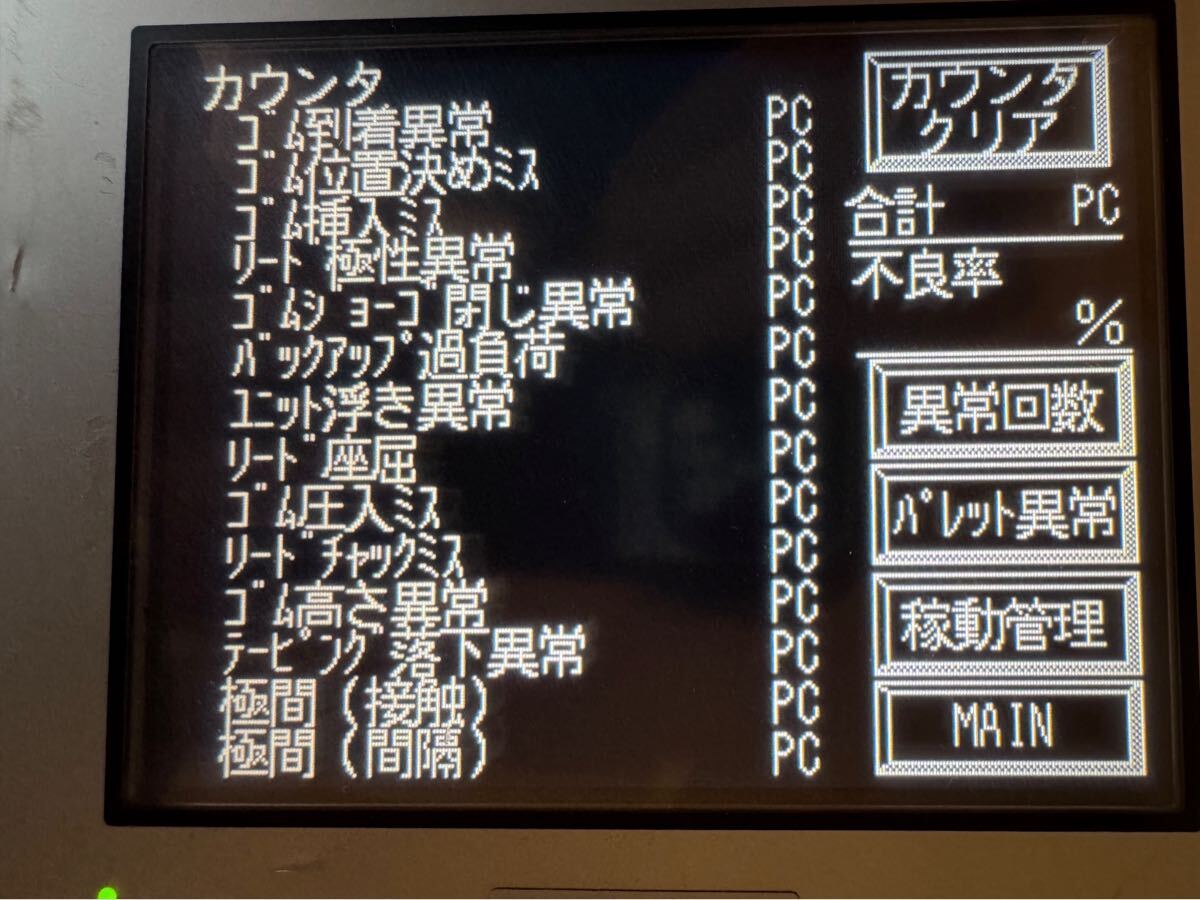 カウンタ
ゴム到着異常 PC
ゴム位置決めミス PC
ゴム挿入ミス PC
リード極性異常 PC
ゴムショーゴ閉じ異常 PC
バックアップ過負荷 PC
ユニット浮き異常 PC
リード座屈 PC
ゴム圧入ミス PC
リードチャックミス PC
ゴム高さ異常 PC
テーピング落下異常 PC
極間(接触) PC
極間(間隔) PC
カウンタ
クリア
合計 PC
不良率
%
異常回数
パレット異常
稼動管理
MAIN